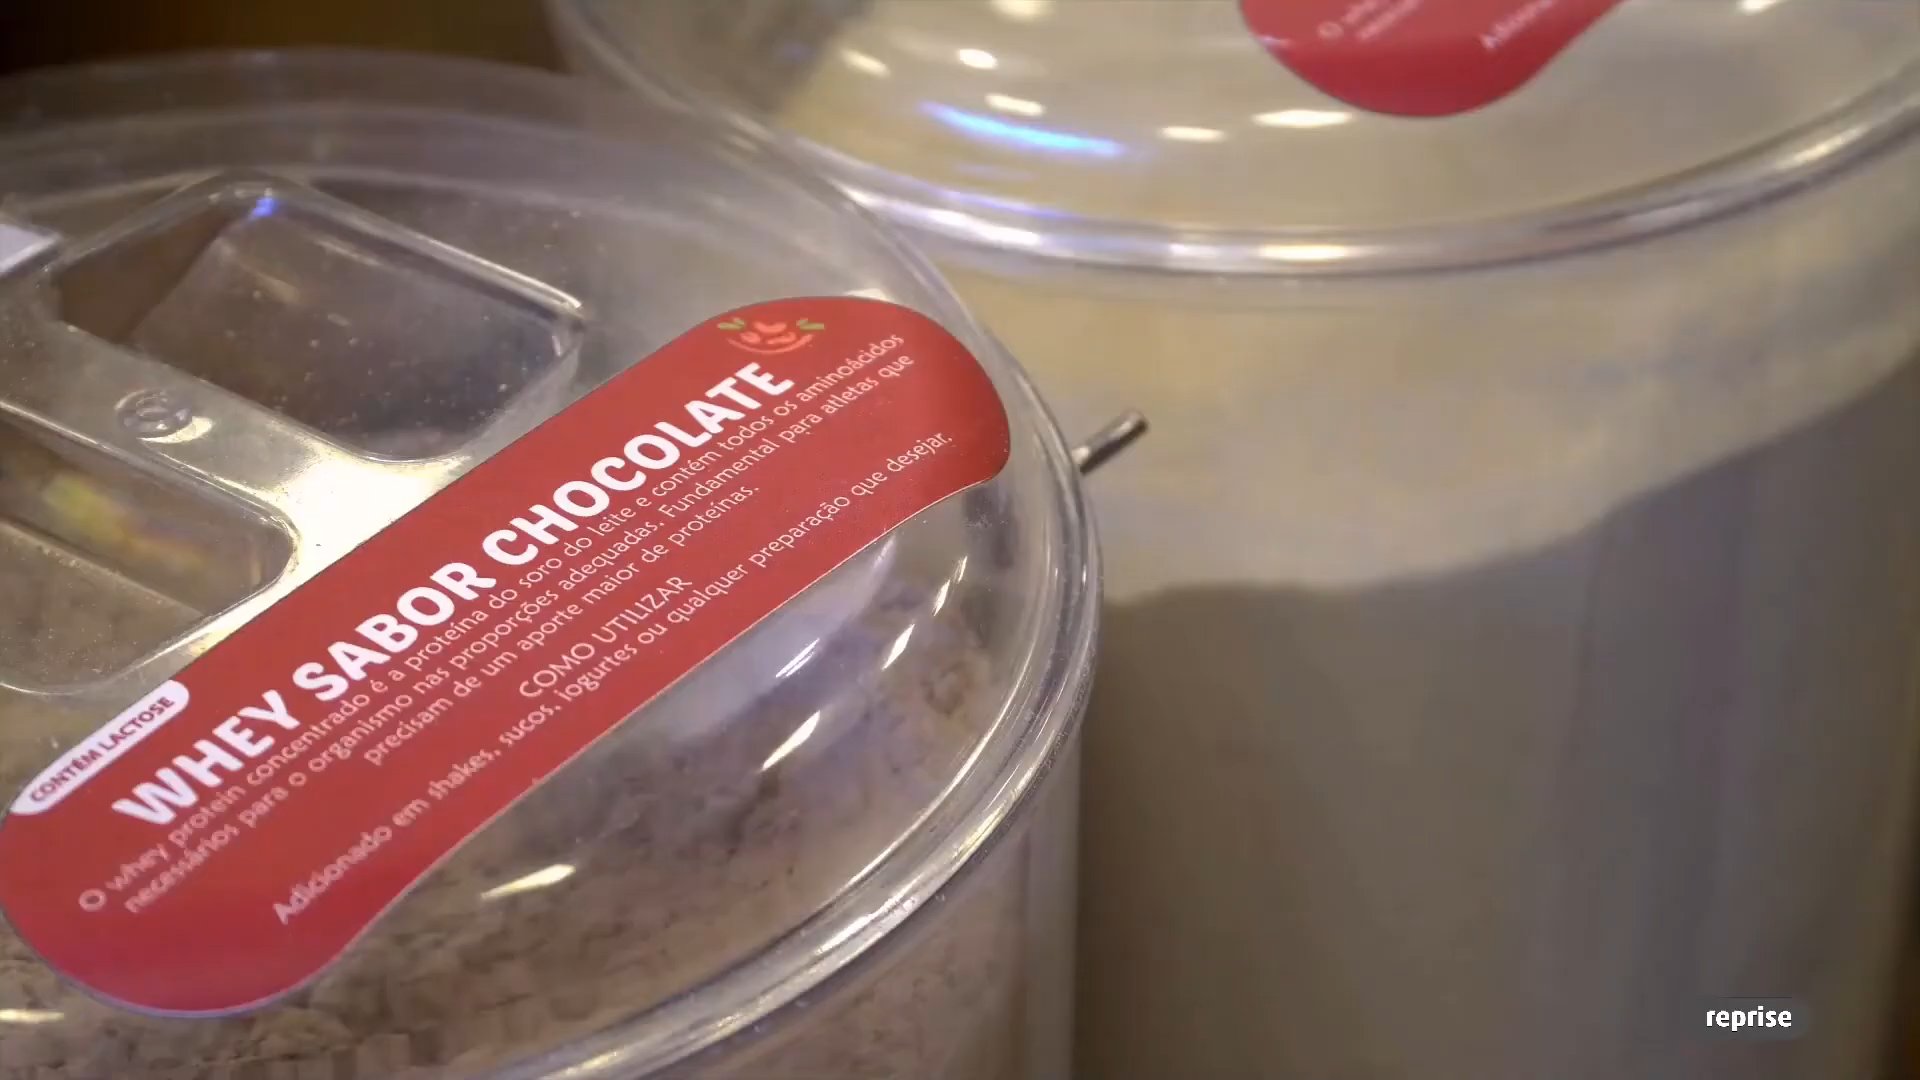 CONTÉM LACTOSE
WHEY SABOR CHOCOLATE
O whey protein concentrado é a proteína do soro do leite e contém todos os aminoácidos
necessários para o organismo nas proporções adequadas. Fundamental para atletas que
precisam de um aporte maior de proteínas.
COMO UTILIZAR
Adicionado em shakes, sucos, iogurtes ou qualquer preparação que desejar.
O whey
Adiciona
reprise